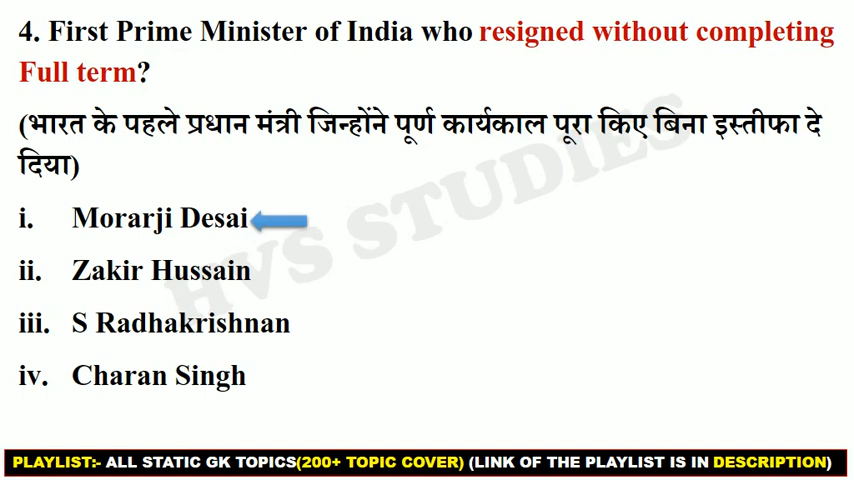 4. First Prime Minister of India who resigned without completing
Full term?
(भारत के पहले प्रधान मंत्री जिन्होंने पूर्ण कार्यकाल पूरा किए बिना इस्तीफा दे
दिया)
i. Morarji Desai
ii. Zakir Hussain
iii. S Radhakrishnan
iv. Charan Singh
HVS STUDIES
PLAYLIST:- ALL STATIC GK TOPICS(200+ TOPIC COVER) (LINK OF THE PLAYLIST IS IN DESCRIPTION)